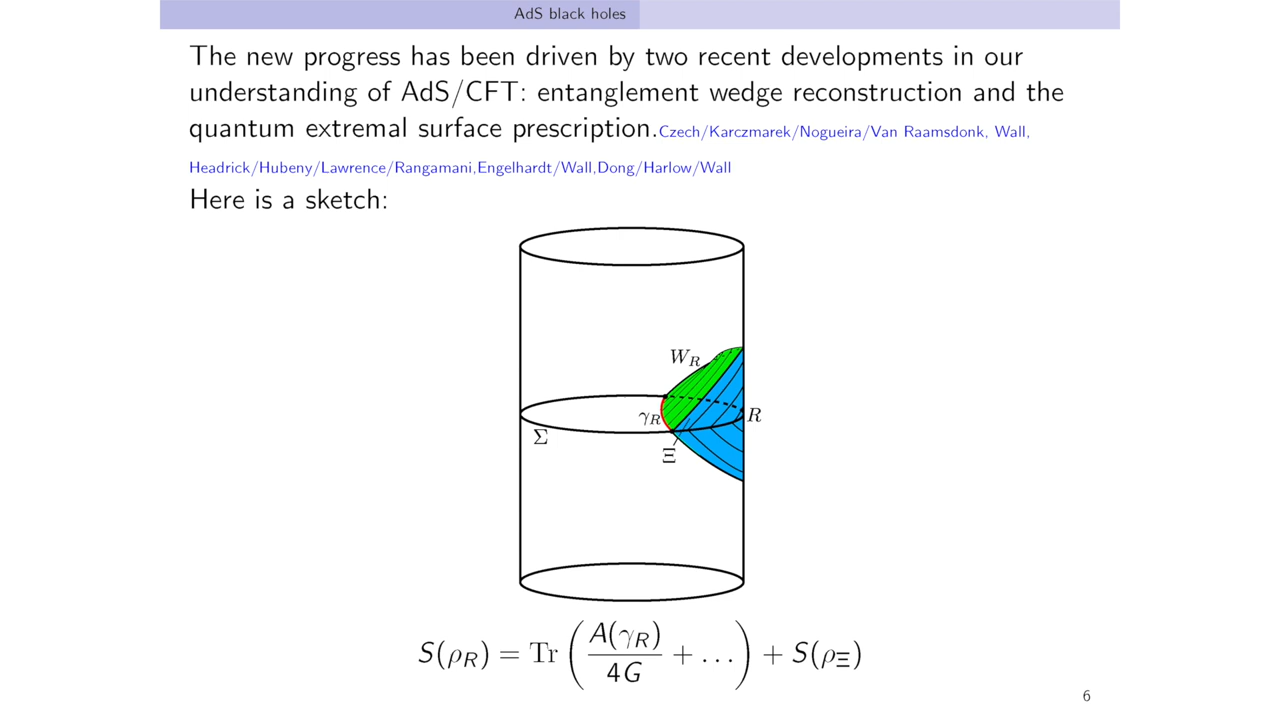 AdS black holes
The new progress has been driven by two recent developments in our
understanding of AdS/CFT: entanglement wedge reconstruction and the
quantum extremal surface prescription.Czech/Karczmarek/Nogueira/Van Raamsdonk, Wall,
Headrick/Hubeny/Lawrence/Rangamani,Engelhardt/Wall,Dong/Harlow/Wall
Here is a sketch:
W_R
γ_R
R
Σ
Ξ
S(ρ_R) = Tr ( A(γ_R) / 4G + … ) + S(ρ_Ξ)
6